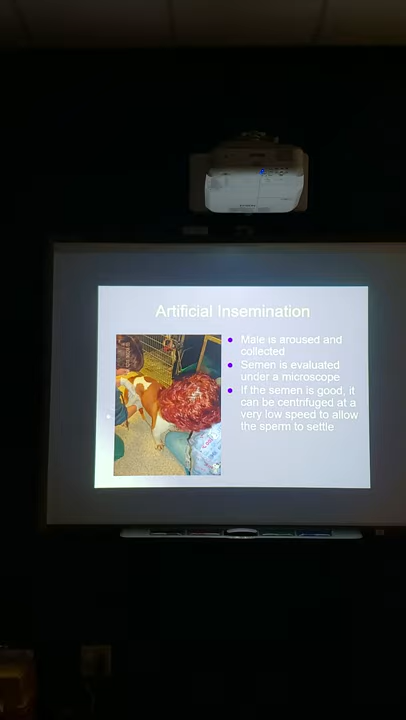 Artificial Insemination
Male is aroused and
collected
Semen is evaluated
under a microscope
If the semen is good, it
can be centrifuged at a
very low speed to allow
the sperm to settle